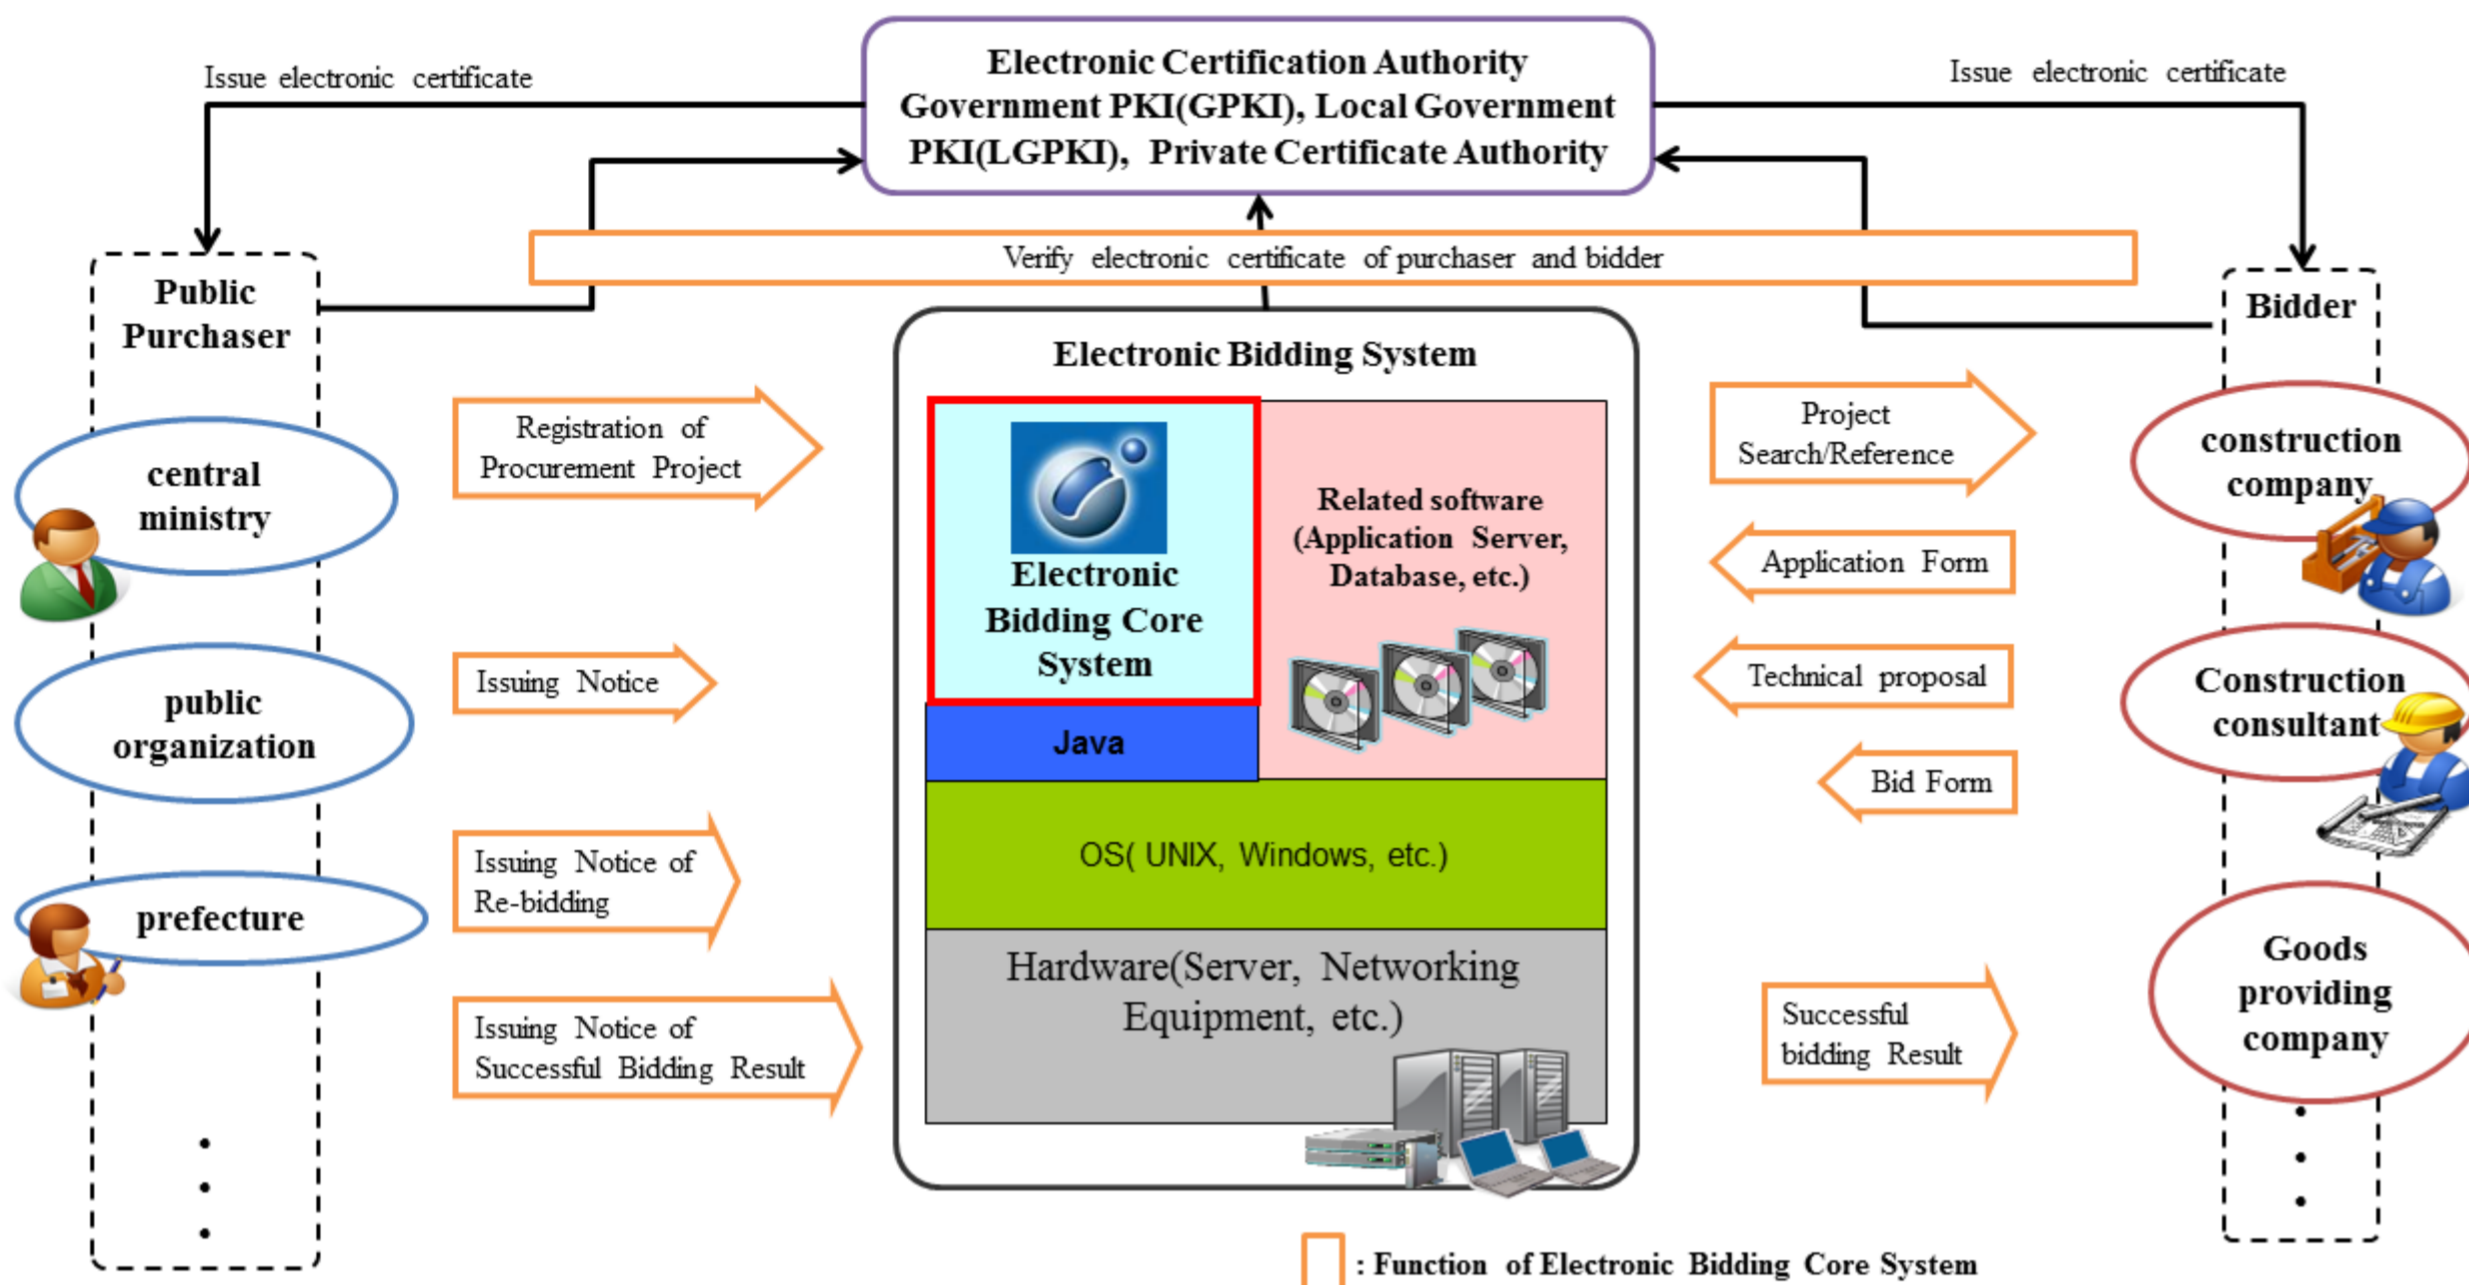 Electronic Certification Authority
Government PKI(GPKI), Local Government
PKI(LGPKI), Private Certificate Authority
Issue electronic certificate
Issue electronic certificate
Verify electronic certificate of purchaser and bidder
Public
Purchaser
central
ministry
public
organization
prefecture
Registration of
Procurement Project
Issuing Notice
Issuing Notice of
Re-bidding
Issuing Notice of
Successful Bidding Result
Electronic Bidding System
Electronic
Bidding Core
System
Related software
(Application Server,
Database, etc.)
Java
OS( UNIX, Windows, etc.)
Hardware(Server, Networking
Equipment, etc.)
Project
Search/Reference
Application Form
Technical proposal
Bid Form
Successful
bidding Result
Bidder
construction
company
Construction
consultant
Goods
providing
company
: Function of Electronic Bidding Core System